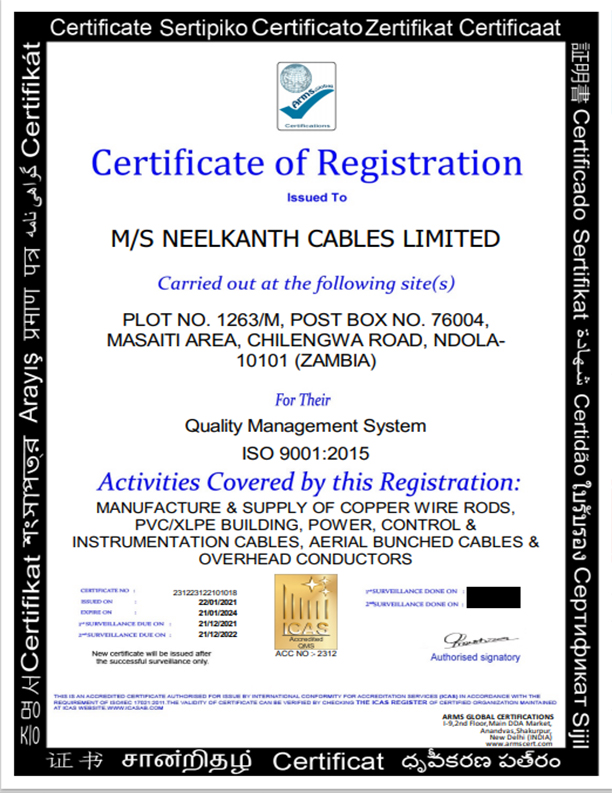 Certificate Sertipiko Certificato Zertifikat Certificaat
証明書 Certificado Sertifikat شهادة Certidão ใบรับรอง Сертификат Sijil
Arms Global
Certifications
Certificate of Registration
Issued To
M/S NEELKANTH CABLES LIMITED
Carried out at the following site(s)
PLOT NO. 1263/M, POST BOX NO. 76004,
MASAITI AREA, CHILENGWA ROAD, NDOLA-
10101 (ZAMBIA)
For Their
Quality Management System
ISO 9001:2015
Activities Covered by this Registration:
MANUFACTURE & SUPPLY OF COPPER WIRE RODS,
PVC/XLPE BUILDING, POWER, CONTROL &
INSTRUMENTATION CABLES, AERIAL BUNCHED CABLES &
OVERHEAD CONDUCTORS
CERTIFICATE NO : 231223122101018
ISSUED ON : 22/01/2021
EXPIRE ON : 21/01/2024
1ST SURVEILLANCE DUE ON : 21/12/2021
2ND SURVEILLANCE DUE ON : 21/12/2022
New certificate will be issued after
the successful surveillance only.
ICAS
Accredited
QMS
ACC NO :- 2312
1ST SURVEILLANCE DONE ON :
2ND SURVEILLANCE DONE ON :
Authorised signatory
THIS IS AN ACCREDITED CERTIFICATE AUTHORISED FOR ISSUE BY INTERNATIONAL CONFORMITY FOR ACCREDITATION SERVICES (ICAS) IN ACCORDANCE WITH THE
REQUIREMENT OF ISO/IEC 17021:2011.THE VALIDITY OF CERTIFICATE CAN BE VERIFIED BY CHECKING THE ICAS REGISTER OF CERTIFIED ORGANIZATION MAINTAINED
AT ICAS WEBSITE.WWW.ICASAB.COM
ARMS GLOBAL CERTIFICATIONS
I-9,2nd Floor,Main DDA Market,
Anandvas,Shakurpur,
New Delhi (INDIA)
www.armscert.com
证书 சான்றிதழ் Certificat ధృవీకరణ పత్రం
Certifikat শংসাপত্র Arayış प्रमाण पत्र گواہی نامہ Certifikát